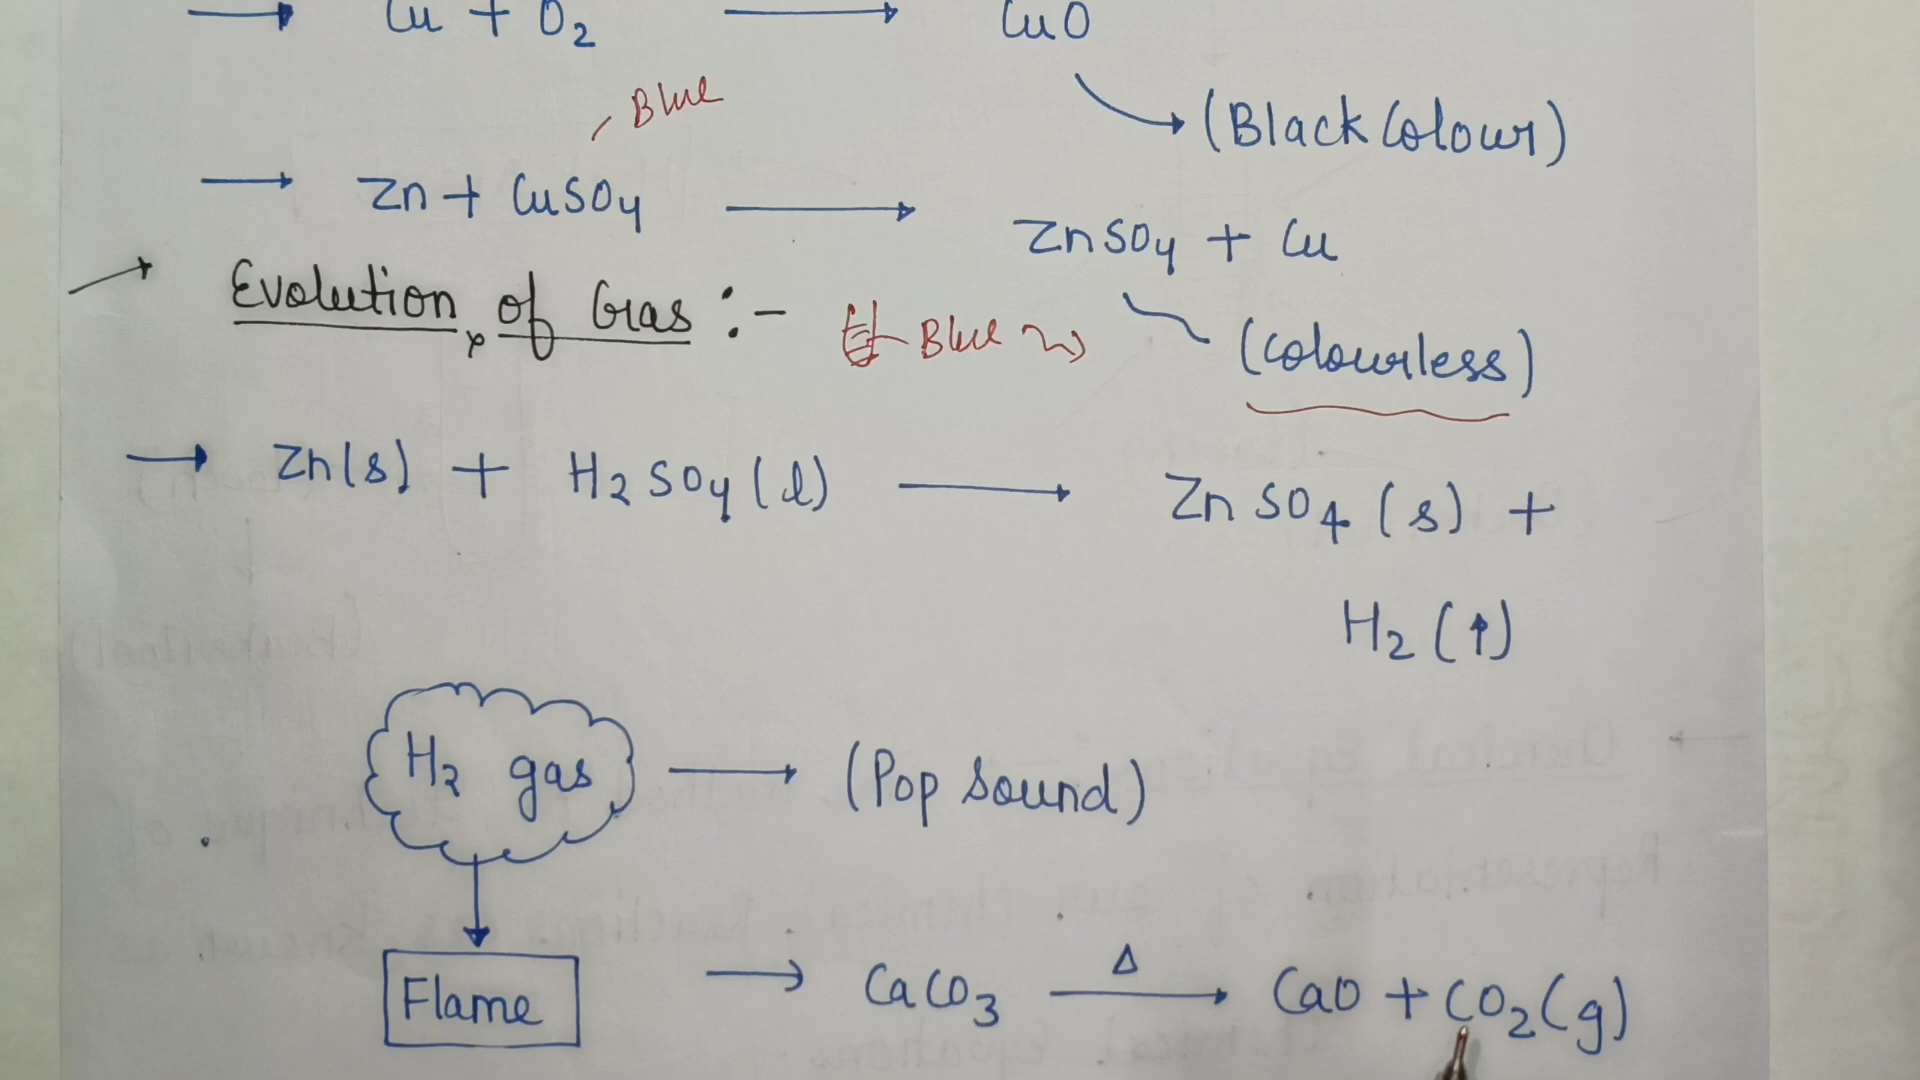 → Cu + O2 → CuO
Blue
(Black Colour)
→ Zn + CuSO4 → ZnSO4 + Cu
→ Evolution of Gas :-
Blue
(Colourless)
→ Zn(s) + H2SO4(l) → ZnSO4(s) +
H2(↑)
H2 gas → (Pop Sound)
Flame
→ CaCO3 Δ→ CaO + CO2(g)